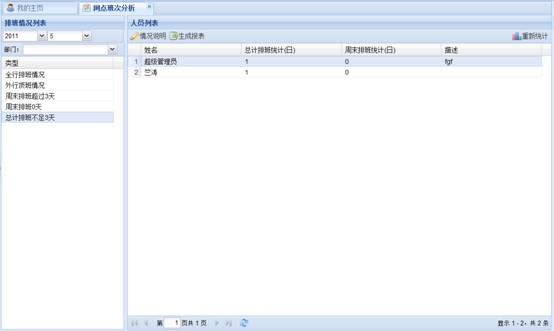 我的主页 网点班次分析
排班情况列表
2011 5
部门:
类型
全行排班情况
外行顶班情况
周末排班超过3天
周末排班0天
总计排班不足3天
人员列表
情况说明 生成报表 重新统计
姓名 总计排班统计(日) 周末排班统计(日) 描述
1 超级管理员 1 0 fgf
2 竺涛 1 0
第 1 页共 1 页
显示 1 - 2，共 2 条